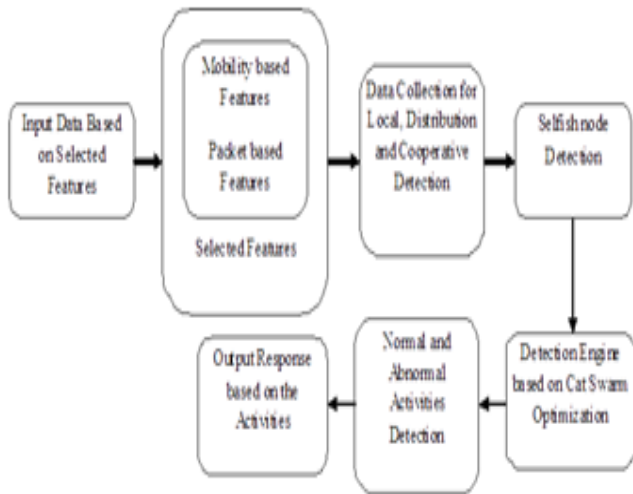 Input Data Based
on Selected
Features
Mobility based
Features
Packet based
Features
Selected Features
Data Collection for
Local, Distribution
and Cooperative
Detection
Selfish node
Detection
Detection Engine
based on Cat Swarm
Optimization
Normal and
Abnormal
Activities
Detection
Output Response
based on the
Activities